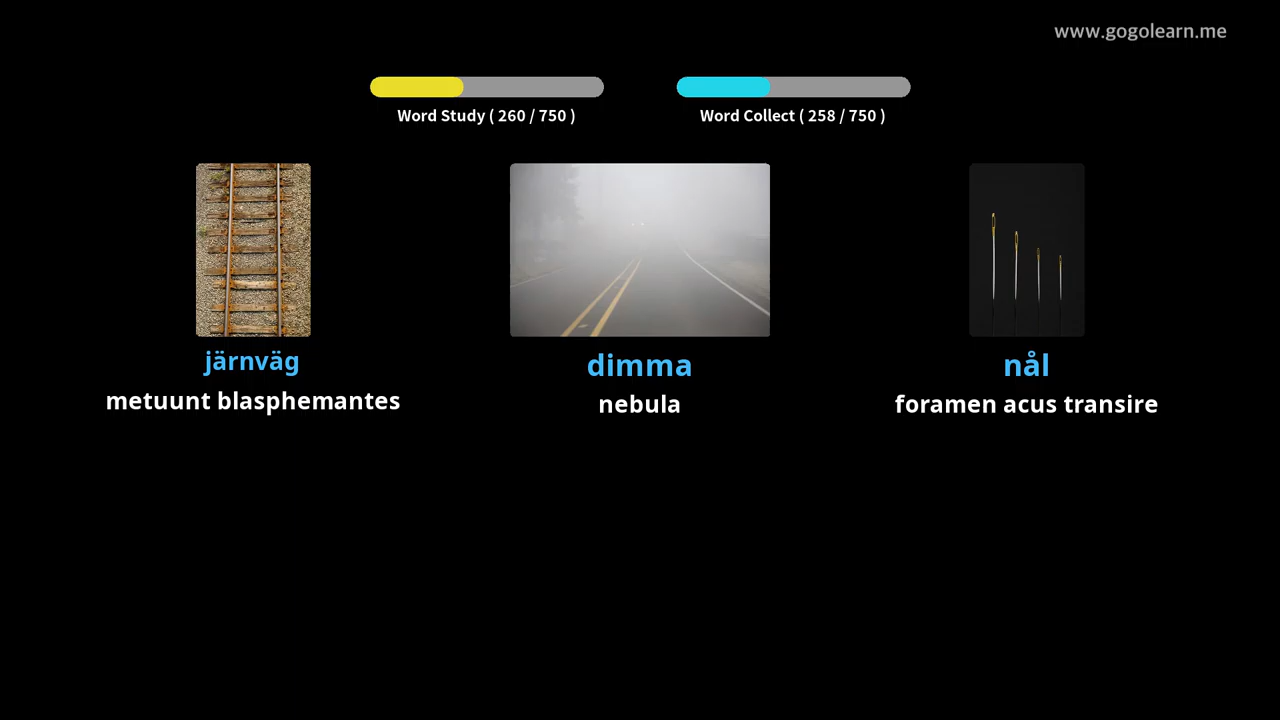 www.gogolearn.me
Word Study ( 260 / 750 )
Word Collect ( 258 / 750 )
järnväg
dimma
nål
metuunt blasphemantes
nebula
foramen acus transire